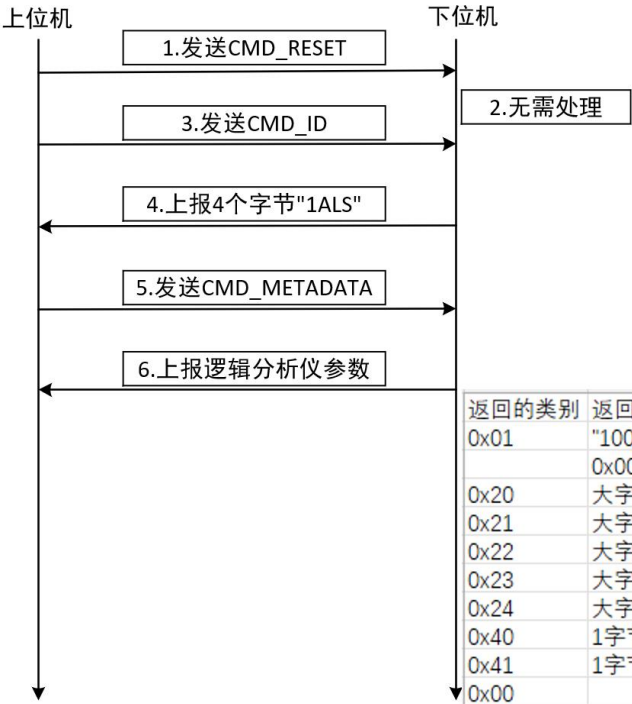 上位机
下位机
1.发送CMD_RESET
2.无需处理
3.发送CMD_ID
4.上报4个字节"1ALS"
5.发送CMD_METADATA
6.上报逻辑分析仪参数
返回的类别 返回
0x01 "100
0x00
0x20 大字
0x21 大字
0x22 大字
0x23 大字
0x24 大字
0x40 1字
0x41 1字
0x00